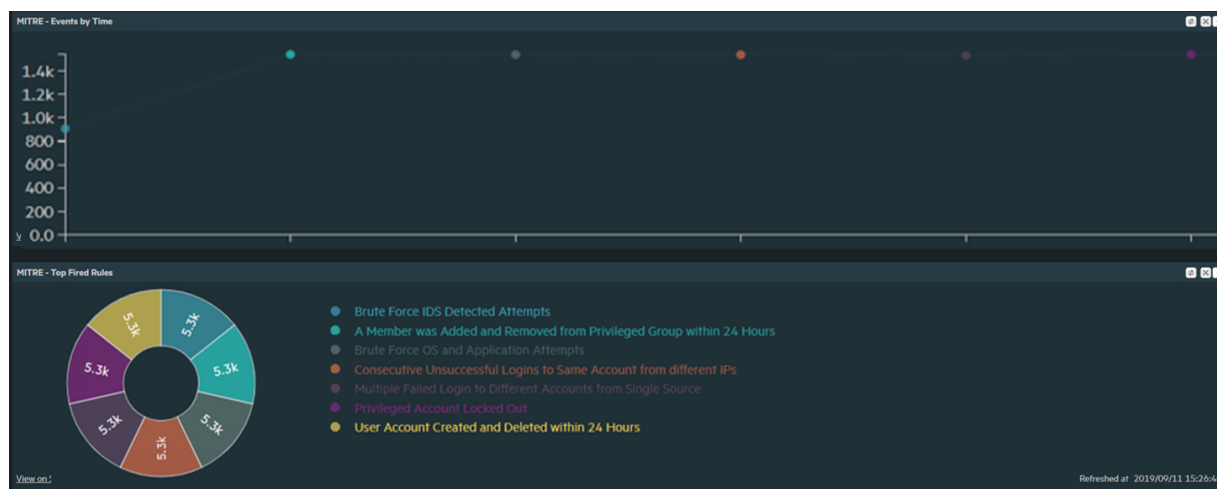 MITRE - Events by Time
1.4k
1.2k
1.0k
800
600
400
200
0.0
MITRE - Top Fired Rules
5.3k
5.3k
5.3k
5.3k
5.3k
5.3k
5.3k
Brute Force IDS Detected Attempts
A Member was Added and Removed from Privileged Group within 24 Hours
Brute Force OS and Application Attempts
Consecutive Unsuccessful Logins to Same Account from different IPs
Multiple Failed Login to Different Accounts from Single Source
Privileged Account Locked Out
User Account Created and Deleted within 24 Hours
View on
Refreshed at 2019/09/11 15:26:4